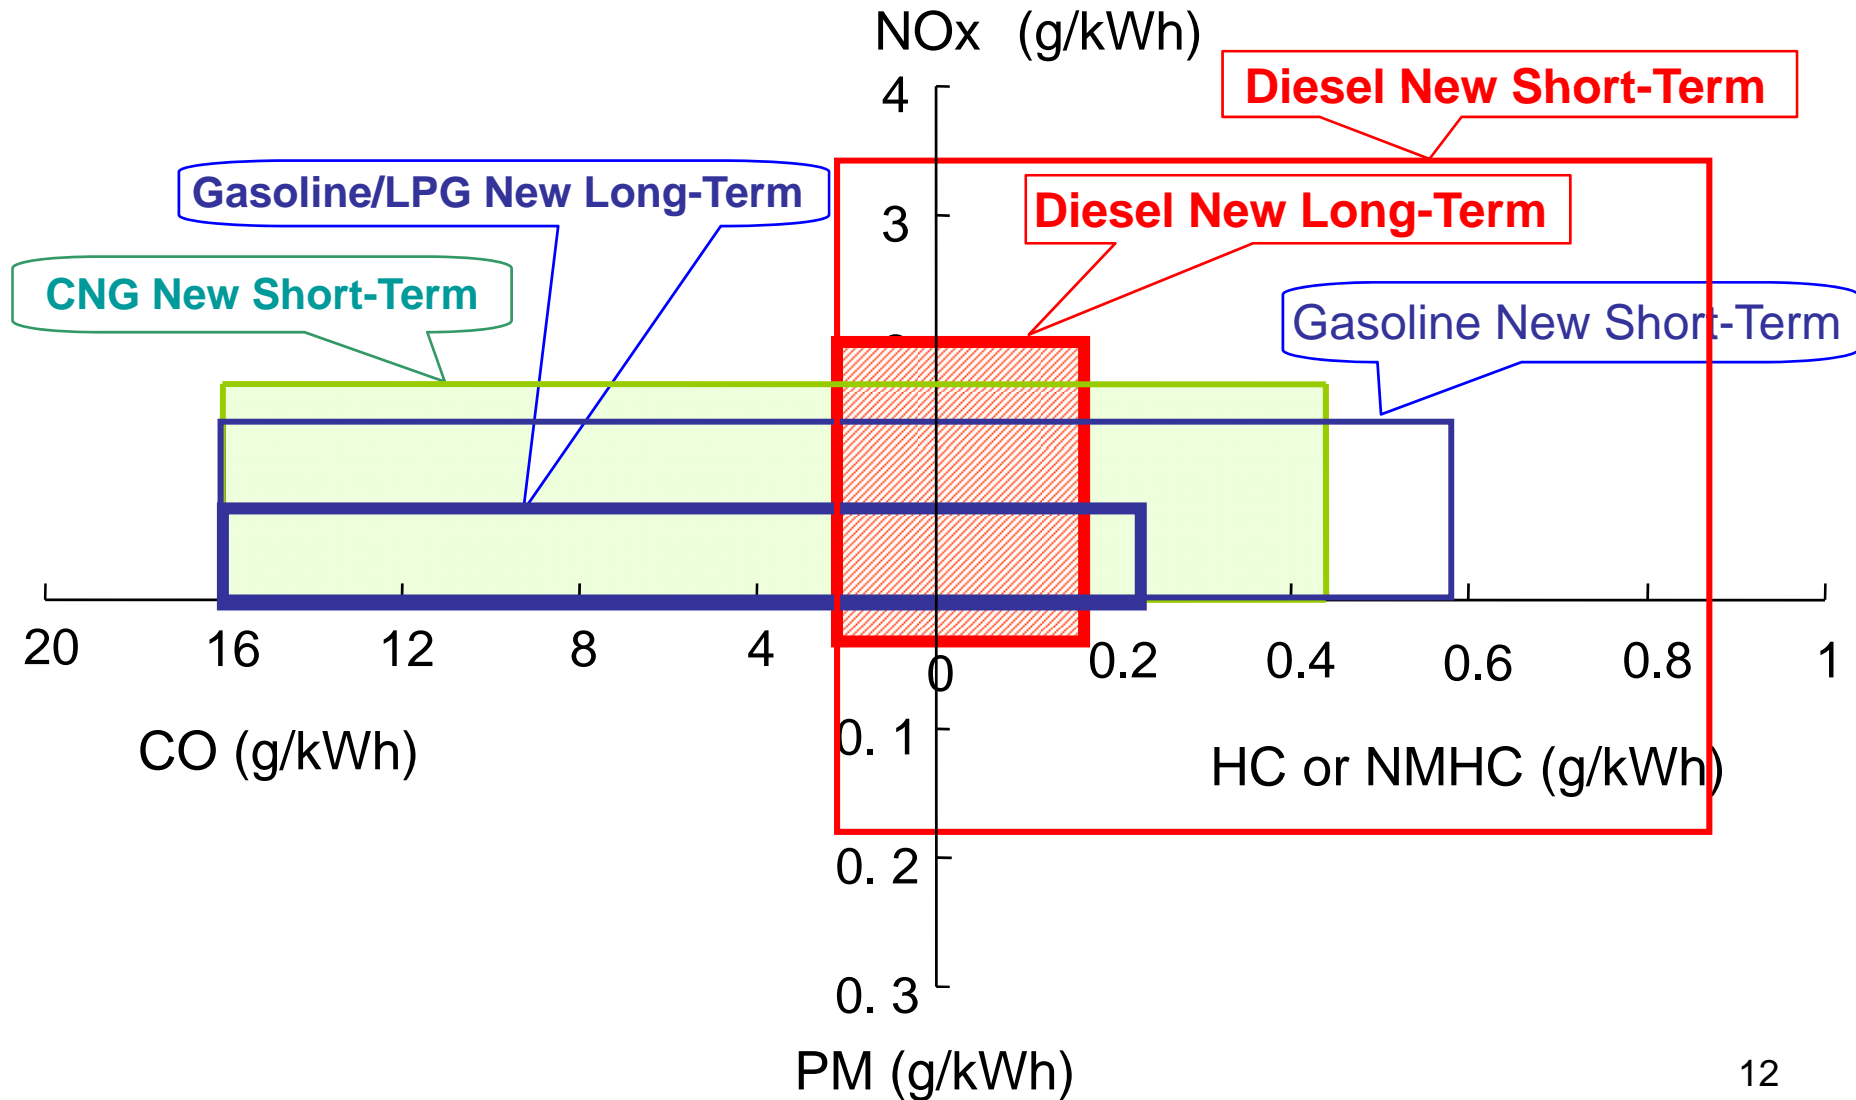 NOx (g/kWh)
Diesel New Short-Term
4
Gasoline/LPG New Long-Term
Diesel New Long-Term
3
CNG New Short-Term
Gasoline New Short-Term
20 16 12 8 4 0 0.2 0.4 0.6 0.8 1
0. 1
CO (g/kWh)
HC or NMHC (g/kWh)
0. 2
0. 3
PM (g/kWh)
12